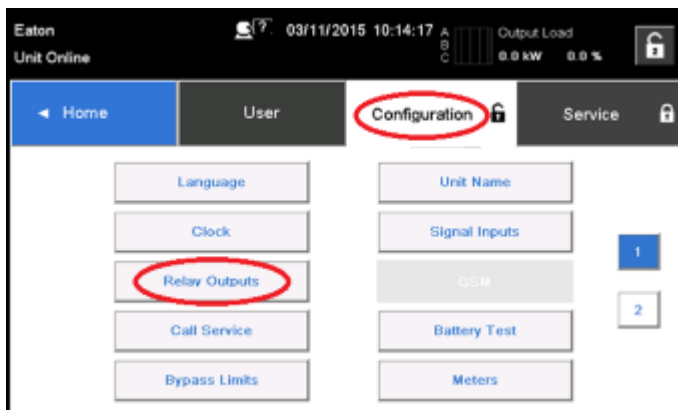 Eaton
Unit Online
03/11/2015 10:14:17
A
B
C
Output Load
0.0 kW 0.0 %
2
◄ Home
User
Configuration
Service
Language
Unit Name
Clock
Signal Inputs
Relay Outputs
GSM
Call Service
Battery Test
Bypass Limits
Meters
1
2